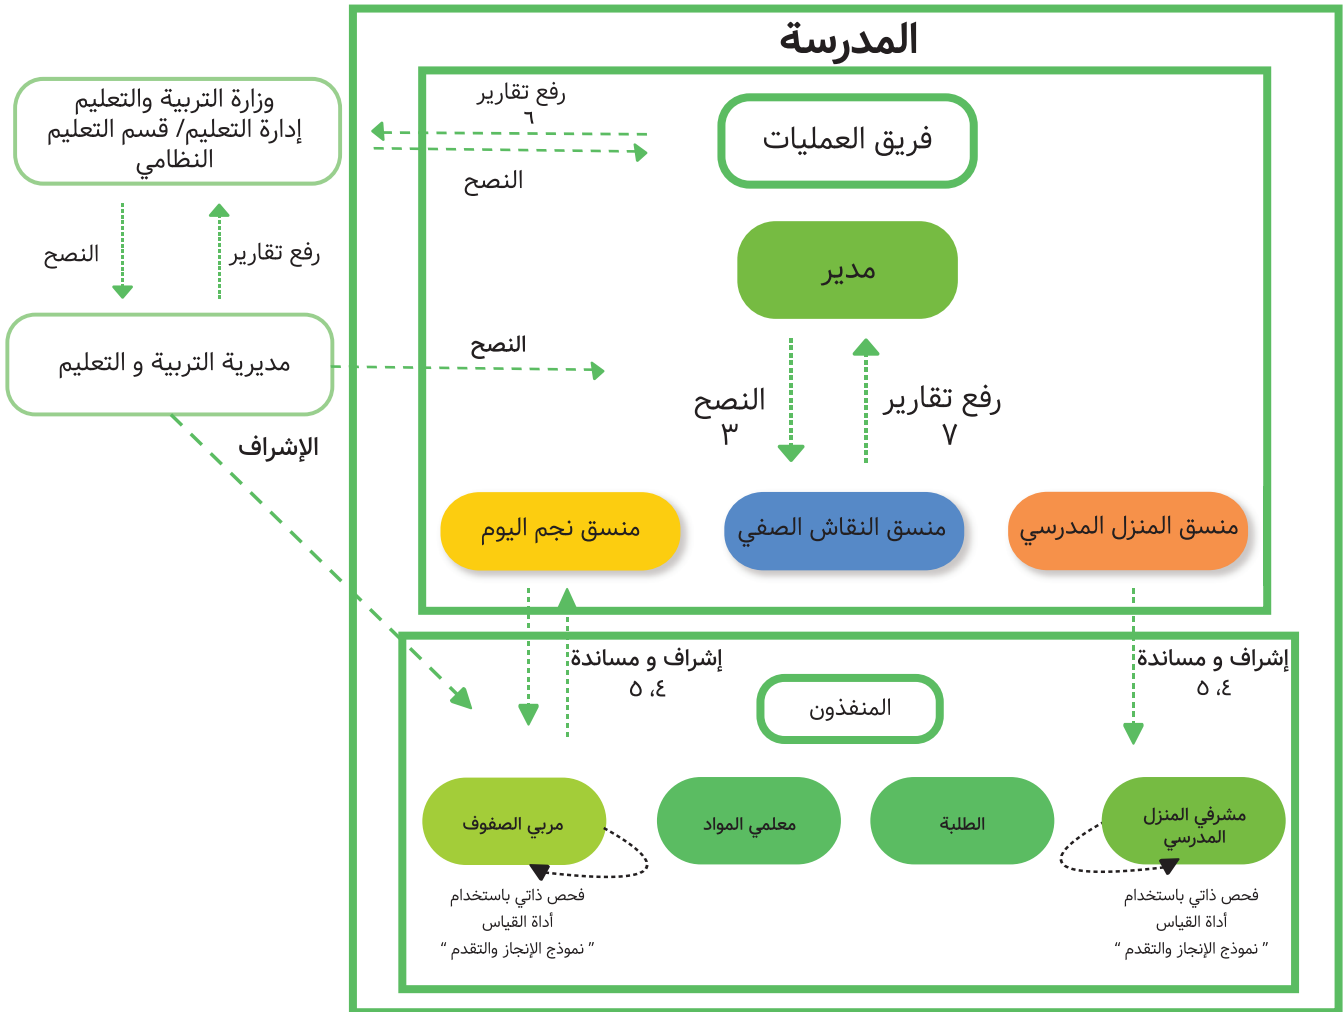 المدرسة
وزارة التربية والتعليم
إدارة التعليم/ قسم التعليم
النظامي
رفع تقارير
٦
النصح
فريق العمليات
مدير
النصح
رفع تقارير
مديرية التربية و التعليم
النصح
الإشراف
رفع تقارير
٧
النصح
٣
منسق المنزل المدرسي
منسق النقاش الصفي
منسق نجم اليوم
إشراف و مساندة
٤، ٥
إشراف و مساندة
٤، ٥
المنفذون
مشرفي المنزل
المدرسي
الطلبة
معلمي المواد
مربي الصفوف
فحص ذاتي باستخدام
أداة القياس
” نموذج الإنجاز والتقدم “
فحص ذاتي باستخدام
أداة القياس
” نموذج الإنجاز والتقدم “